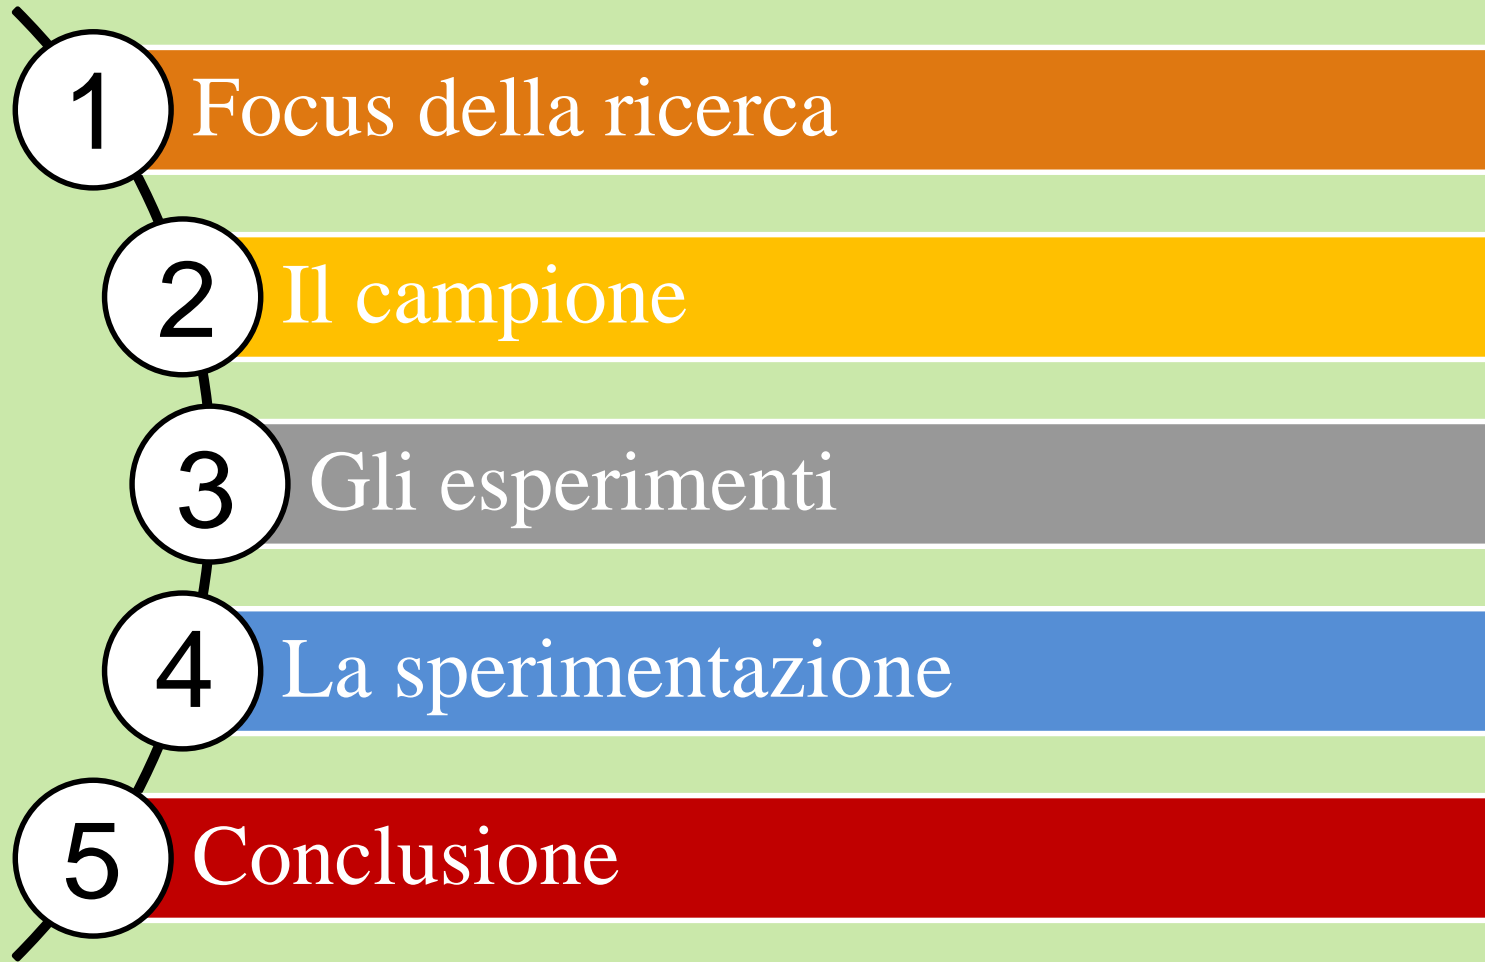 1 Focus della ricerca
2 Il campione
3 Gli esperimenti
4 La sperimentazione
5 Conclusione